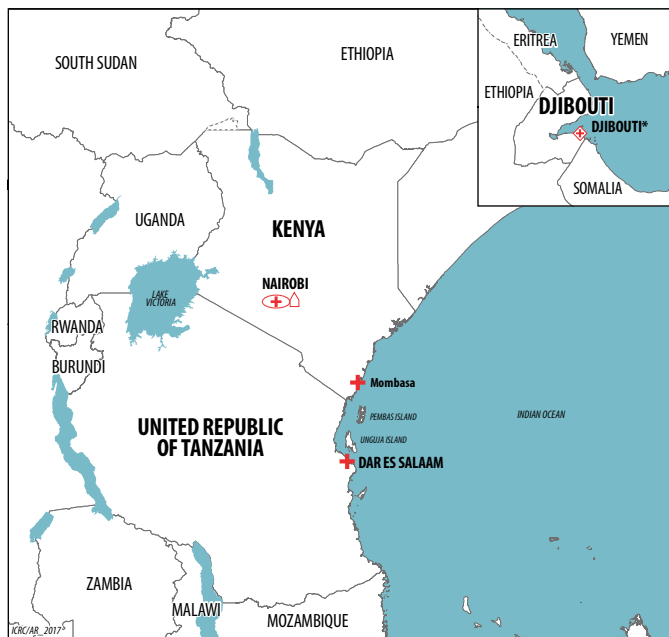 SOUTH SUDAN
ETHIOPIA
ERITREA
YEMEN
ETHIOPIA
DJIBOUTI
DJIBOUTI*
SOMALIA
UGANDA
KENYA
NAIROBI
LAKE
VICTORIA
RWANDA
BURUNDI
Mombasa
PEMBAS ISLAND
INDIAN OCEAN
UNITED REPUBLIC
OF TANZANIA
UNGUJA ISLAND
DAR ES SALAAM
ZAMBIA
MALAWI
MOZAMBIQUE
ICRC/AR_2017